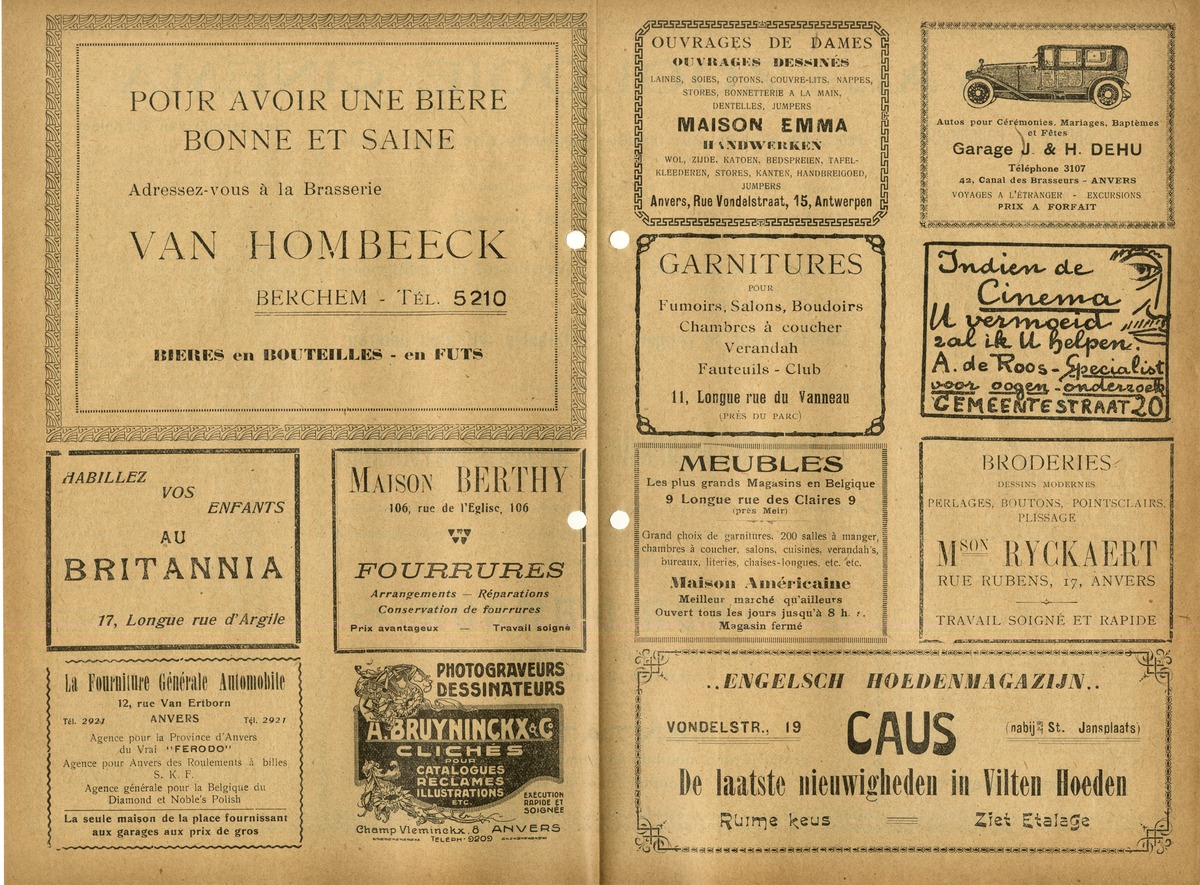 POUR AVOIR UNE BIÈRE
BONNE ET SAINE
Adressez-vous à la Brasserie
VAN HOMBEECK
BERCHEM - TÉL. 5210
BIERES en BOUTEILLES - en FUTS
HABILLEZ
VOS
ENFANTS
AU
BRITANNIA
17, Longue rue d'Argile
MAISON BERTHY
106, rue de l'Eglise, 106
FOURRURES
Arrangements — Réparations
Conservation de fourrures
Prix avantageux — Travail soigné
La Fourniture Générale Automobile
12, rue Van Ertborn
Tél. 2921 ANVERS Tél. 2921
Agence pour la Province d'Anvers
du Vrai "FERODO"
Agence pour Anvers des Roulements à billes
S. K. F.
Agence générale pour la Belgique du
Diamond et Noble's Polish
La seule maison de la place fournissant
aux garages aux prix de gros
PHOTOGRAVEURS
DESSINATEURS
A. BRUYNINCKX & C°
CLICHÉS
POUR
CATALOGUES
RÉCLAMES
ILLUSTRATIONS
ETC.
EXÉCUTION
RAPIDE ET
SOIGNÉE
Champ Vleminckx, 8 ANVERS
TÉLÉPH. 9209
OUVRAGES DE DAMES
OUVRAGES DESSINÉS
LAINES, SOIES, COTONS, COUVRE-LITS, NAPPES,
STORES, BONNETTERIE A LA MAIN,
DENTELLES, JUMPERS
MAISON EMMA
HANDWERKEN
WOL, ZIJDE, KATOEN, BEDSPREIEN, TAFEL-
KLEEDEREN, STORES, KANTEN, HANDBREIGOED,
JUMPERS
Anvers, Rue Vondelstraat, 15, Antwerpen
Autos pour Cérémonies, Mariages, Baptêmes
et Fêtes
Garage J. & H. DEHU
Téléphone 3107
42, Canal des Brasseurs - ANVERS
VOYAGES A L'ÉTRANGER - EXCURSIONS
PRIX A FORFAIT
GARNITURES
POUR
Fumoirs, Salons, Boudoirs
Chambres à coucher
Verandah
Fauteuils - Club
11, Longue rue du Vanneau
(PRÈS DU PARC)
Indien de
Cinema
U vermoeid
zal ik U helpen.
A. de Roos - Specialist
voor oogen-onderzoek
GEMEENTESTRAAT 20
MEUBLES
Les plus grands Magasins en Belgique
9 Longue rue des Claires 9
(près Meir)
Grand choix de garnitures, 200 salles à manger,
chambres à coucher, salons, cuisines, verandah's,
bureaux, literies, chaises-longues, etc. etc.
Maison Américaine
Meilleur marché qu'ailleurs
Ouvert tous les jours jusqu'à 8 h.
Magasin fermé
BRODERIES
DESSINS MODERNES
PERLAGES, BOUTONS, POINTSCLAIRS,
PLISSAGE
MSON RYCKAERT
RUE RUBENS, 17, ANVERS
TRAVAIL SOIGNÉ ET RAPIDE
..ENGELSCH HOEDENMAGAZIJN..
VONDELSTR., 19 CAUS (nabij St. Jansplaats)
De laatste nieuwigheden in Vilten Hoeden
Ruime keus Ziet Etalage